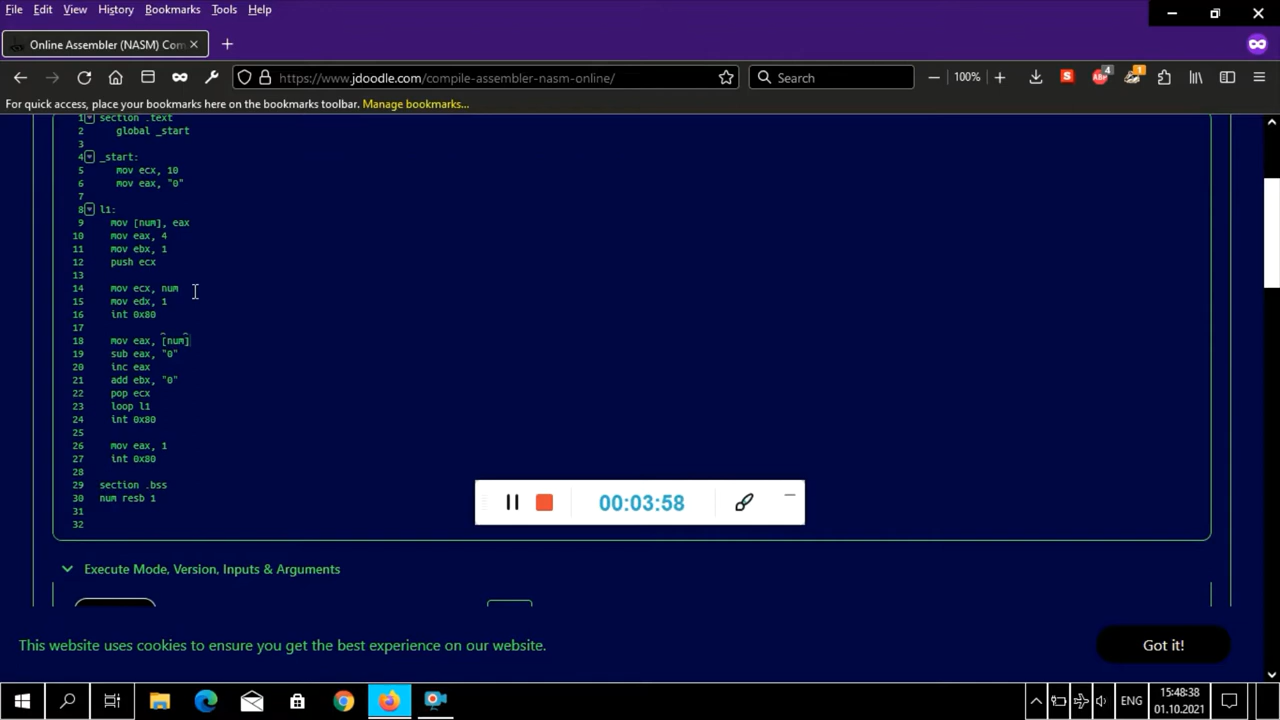 File Edit View History Bookmarks Tools Help
Online Assembler (NASM) Com
https://www.jdoodle.com/compile-assembler-nasm-online/ Search 100% 4 1
For quick access, place your bookmarks here on the bookmarks toolbar. Manage bookmarks...
1 section .text
2 global _start
3
4 _start:
5 mov ecx, 10
6 mov eax, "0"
7
8 l1:
9 mov [num], eax
10 mov eax, 4
11 mov ebx, 1
12 push ecx
13
14 mov ecx, num
15 mov edx, 1
16 int 0x80
17
18 mov eax, [num]
19 sub eax, "0"
20 inc eax
21 add ebx, "0"
22 pop ecx
23 loop l1
24 int 0x80
25
26 mov eax, 1
27 int 0x80
28
29 section .bss
30 num resb 1
31
32
00:03:58
Execute Mode, Version, Inputs & Arguments
This website uses cookies to ensure you get the best experience on our website. Got it!
ENG 15:48:38
01.10.2021